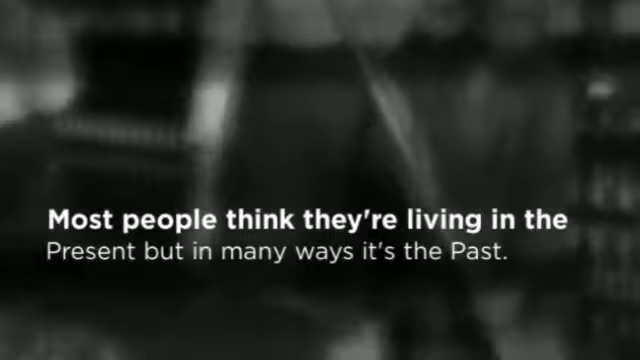 Most people think they're living in the
Present but in many ways it's the Past.